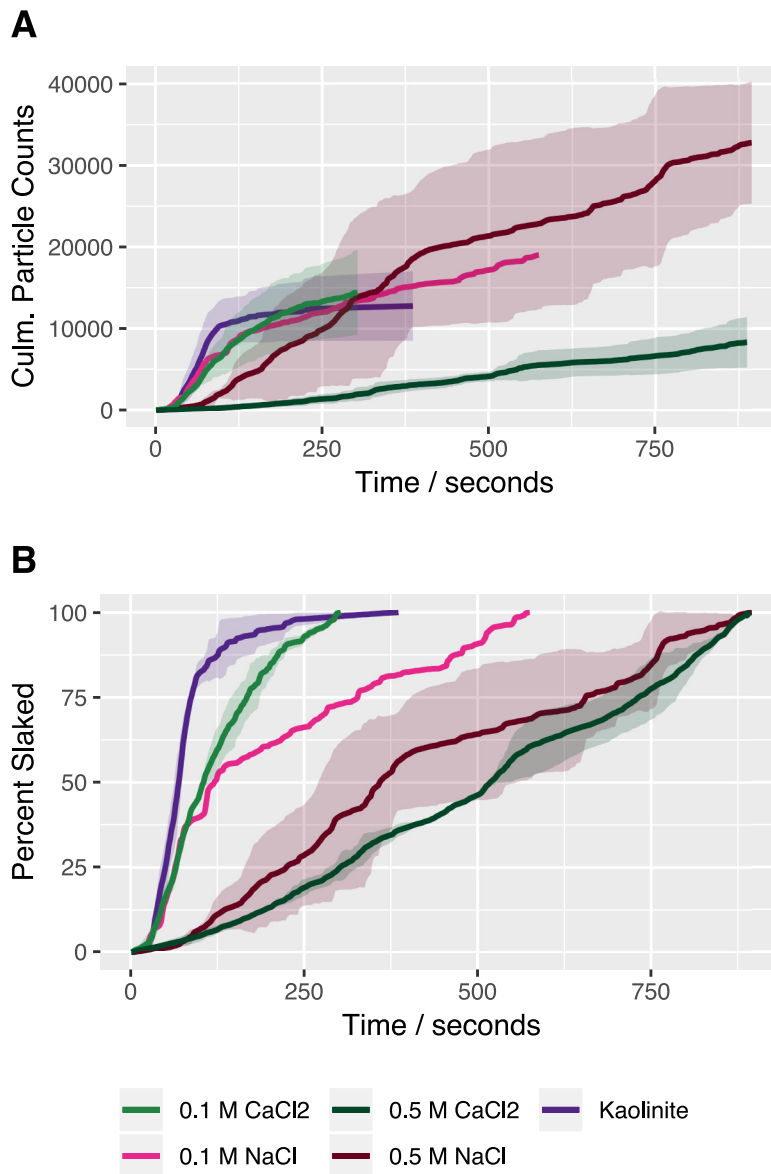 A
40000
30000
20000
10000
0
Culm. Particle Counts
0 250 500 750
Time / seconds
B
100
75
50
25
0
Percent Slaked
0 250 500 750
Time / seconds
0.1 M CaCl2 0.5 M CaCl2 Kaolinite
0.1 M NaCl 0.5 M NaCl